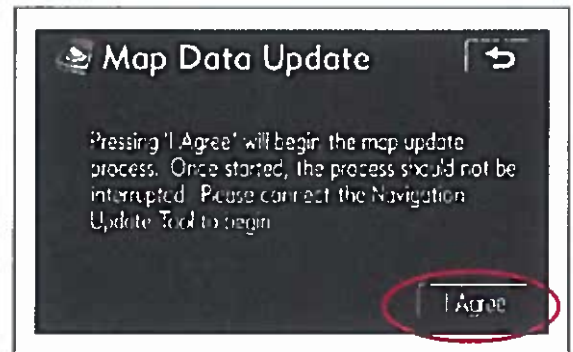 Map Data Update
Pressing 'I Agree' will begin the map update
process. Once started, the process should not be
interrupted. Please connect the Navigation
Update Tool to begin
I Agree